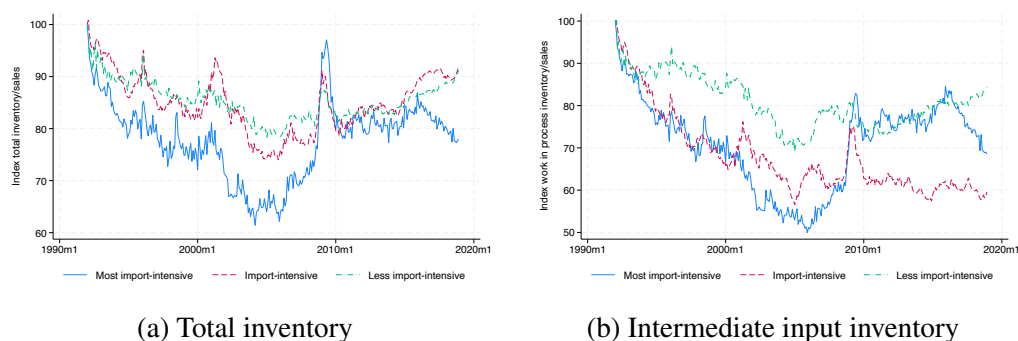 Index total inventory/sales
100
90
80
70
60
1990m1 2000m1 2010m1 2020m1
Most import-intensive Import-intensive Less import-intensive
(a) Total inventory
Index work in process inventory/sales
100
90
80
70
60
50
1990m1 2000m1 2010m1 2020m1
Most import-intensive Import-intensive Less import-intensive
(b) Intermediate input inventory